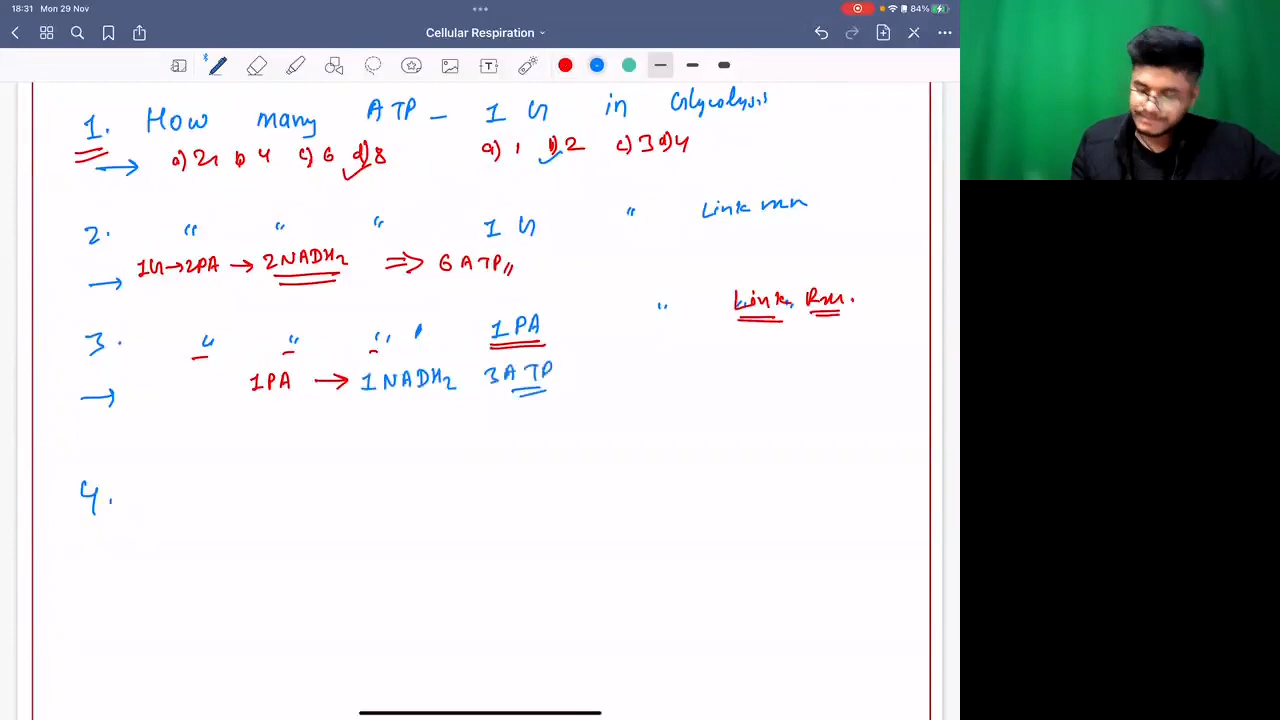 18:31 Mon 29 Nov
84%
Cellular Respiration
1. How many ATP - 1 G in Glycolysis
a) 2 b) 4 c) 6 d) 8 a) 1 b) 2 c) 3 d) 4
2. " " " 1 G " Link rxn
1G → 2PA → 2NADH2 ⇒ 6 ATP
3. " " " 1 PA " Link Rxn.
→ 1PA → 1 NADH2 3 ATP
4.